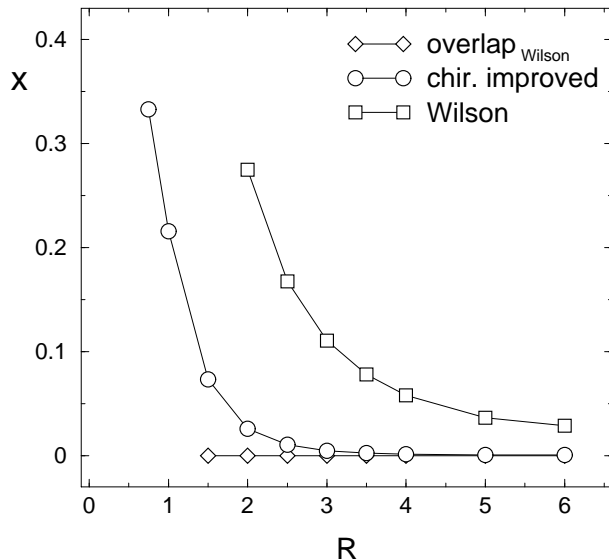 0.4
0.3
0.2
0.1
0
x
overlap Wilson
chir. improved
Wilson
0 1 2 3 4 5 6
R